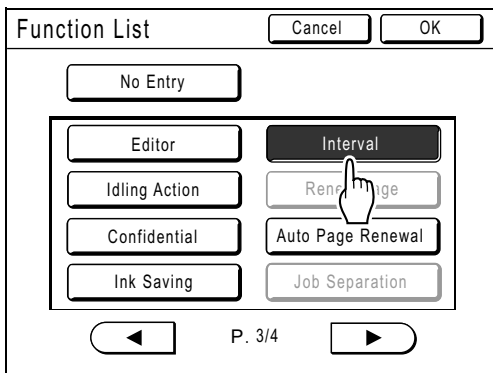 Function List
Cancel
OK
No Entry
Editor
Interval
Idling Action
Confidential
Auto Page Renewal
Ink Saving
Job Separation
P. 3/4